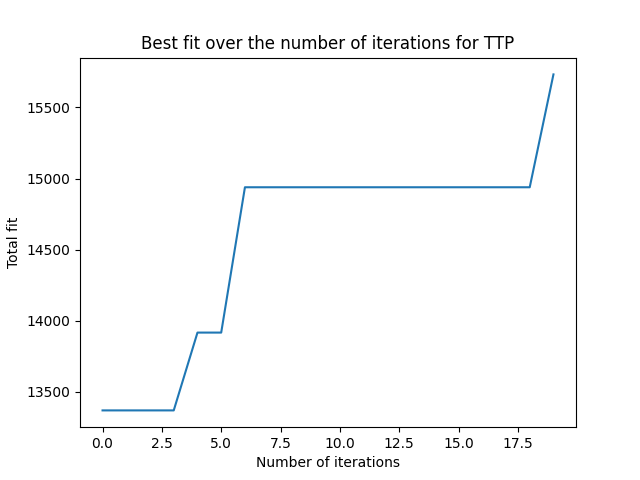 Best fit over the number of iterations for TTP
15500
15000
14500
14000
13500
Total fit
0.0 2.5 5.0 7.5 10.0 12.5 15.0 17.5
Number of iterations